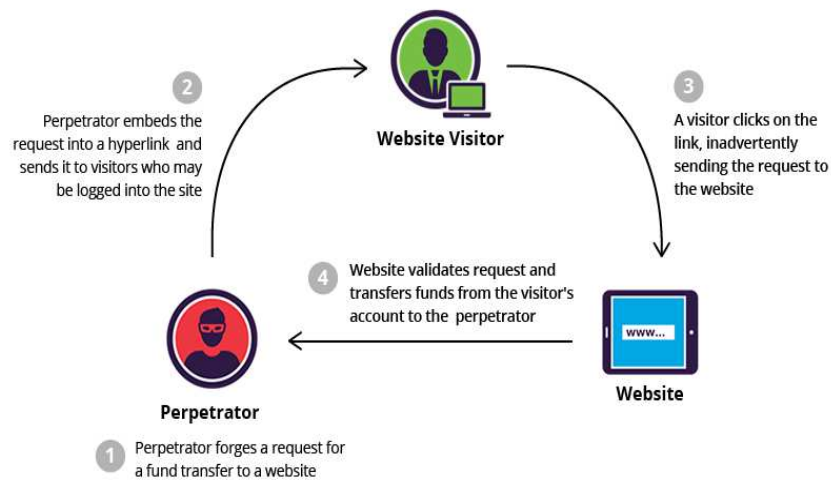 2
Perpetrator embeds the
request into a hyperlink and
sends it to visitors who may
be logged into the site
Website Visitor
3
A visitor clicks on the
link, inadvertently
sending the request to
the website
4
Website validates request and
transfers funds from the visitor's
account to the perpetrator
www...
Website
Perpetrator
1
Perpetrator forges a request for
a fund transfer to a website